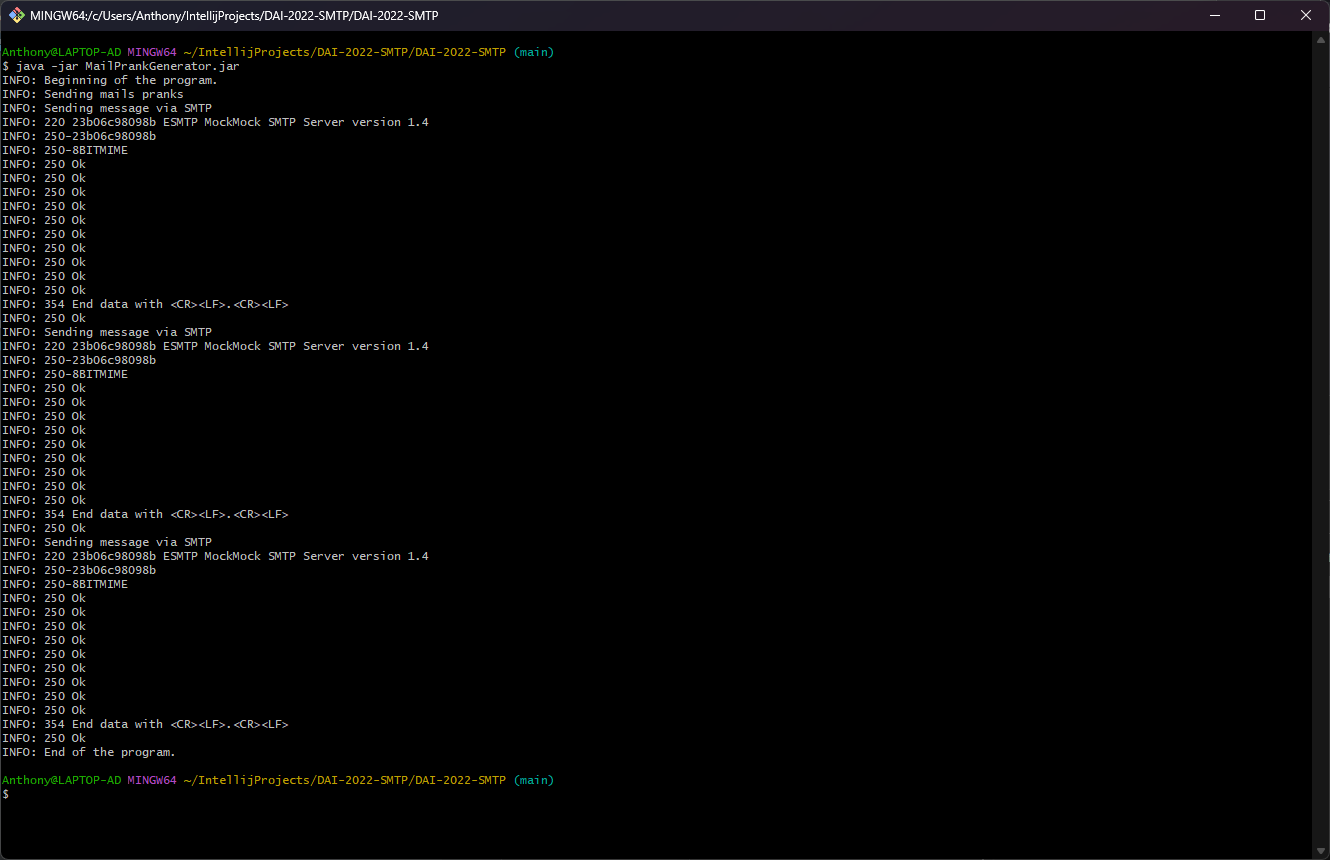 MINGW64:/c/Users/Anthony/IntellijProjects/DAI-2022-SMTP/DAI-2022-SMTP
Anthony@LAPTOP-AD MINGW64 ~/IntellijProjects/DAI-2022-SMTP/DAI-2022-SMTP (main)
$ java -jar MailPrankGenerator.jar
INFO: Beginning of the program.
INFO: Sending mails pranks
INFO: Sending message via SMTP
INFO: 220 23b06c98098b ESMTP MockMock SMTP Server version 1.4
INFO: 250-23b06c98098b
INFO: 250-8BITMIME
INFO: 250 Ok
INFO: 250 Ok
INFO: 250 Ok
INFO: 250 Ok
INFO: 250 Ok
INFO: 250 Ok
INFO: 250 Ok
INFO: 250 Ok
INFO: 250 Ok
INFO: 250 Ok
INFO: 354 End data with <CR><LF>.<CR><LF>
INFO: 250 Ok
INFO: Sending message via SMTP
INFO: 220 23b06c98098b ESMTP MockMock SMTP Server version 1.4
INFO: 250-23b06c98098b
INFO: 250-8BITMIME
INFO: 250 Ok
INFO: 250 Ok
INFO: 250 Ok
INFO: 250 Ok
INFO: 250 Ok
INFO: 250 Ok
INFO: 250 Ok
INFO: 250 Ok
INFO: 250 Ok
INFO: 354 End data with <CR><LF>.<CR><LF>
INFO: 250 Ok
INFO: Sending message via SMTP
INFO: 220 23b06c98098b ESMTP MockMock SMTP Server version 1.4
INFO: 250-23b06c98098b
INFO: 250-8BITMIME
INFO: 250 Ok
INFO: 250 Ok
INFO: 250 Ok
INFO: 250 Ok
INFO: 250 Ok
INFO: 250 Ok
INFO: 250 Ok
INFO: 250 Ok
INFO: 250 Ok
INFO: 354 End data with <CR><LF>.<CR><LF>
INFO: 250 Ok
INFO: End of the program.
Anthony@LAPTOP-AD MINGW64 ~/IntellijProjects/DAI-2022-SMTP/DAI-2022-SMTP (main)
$